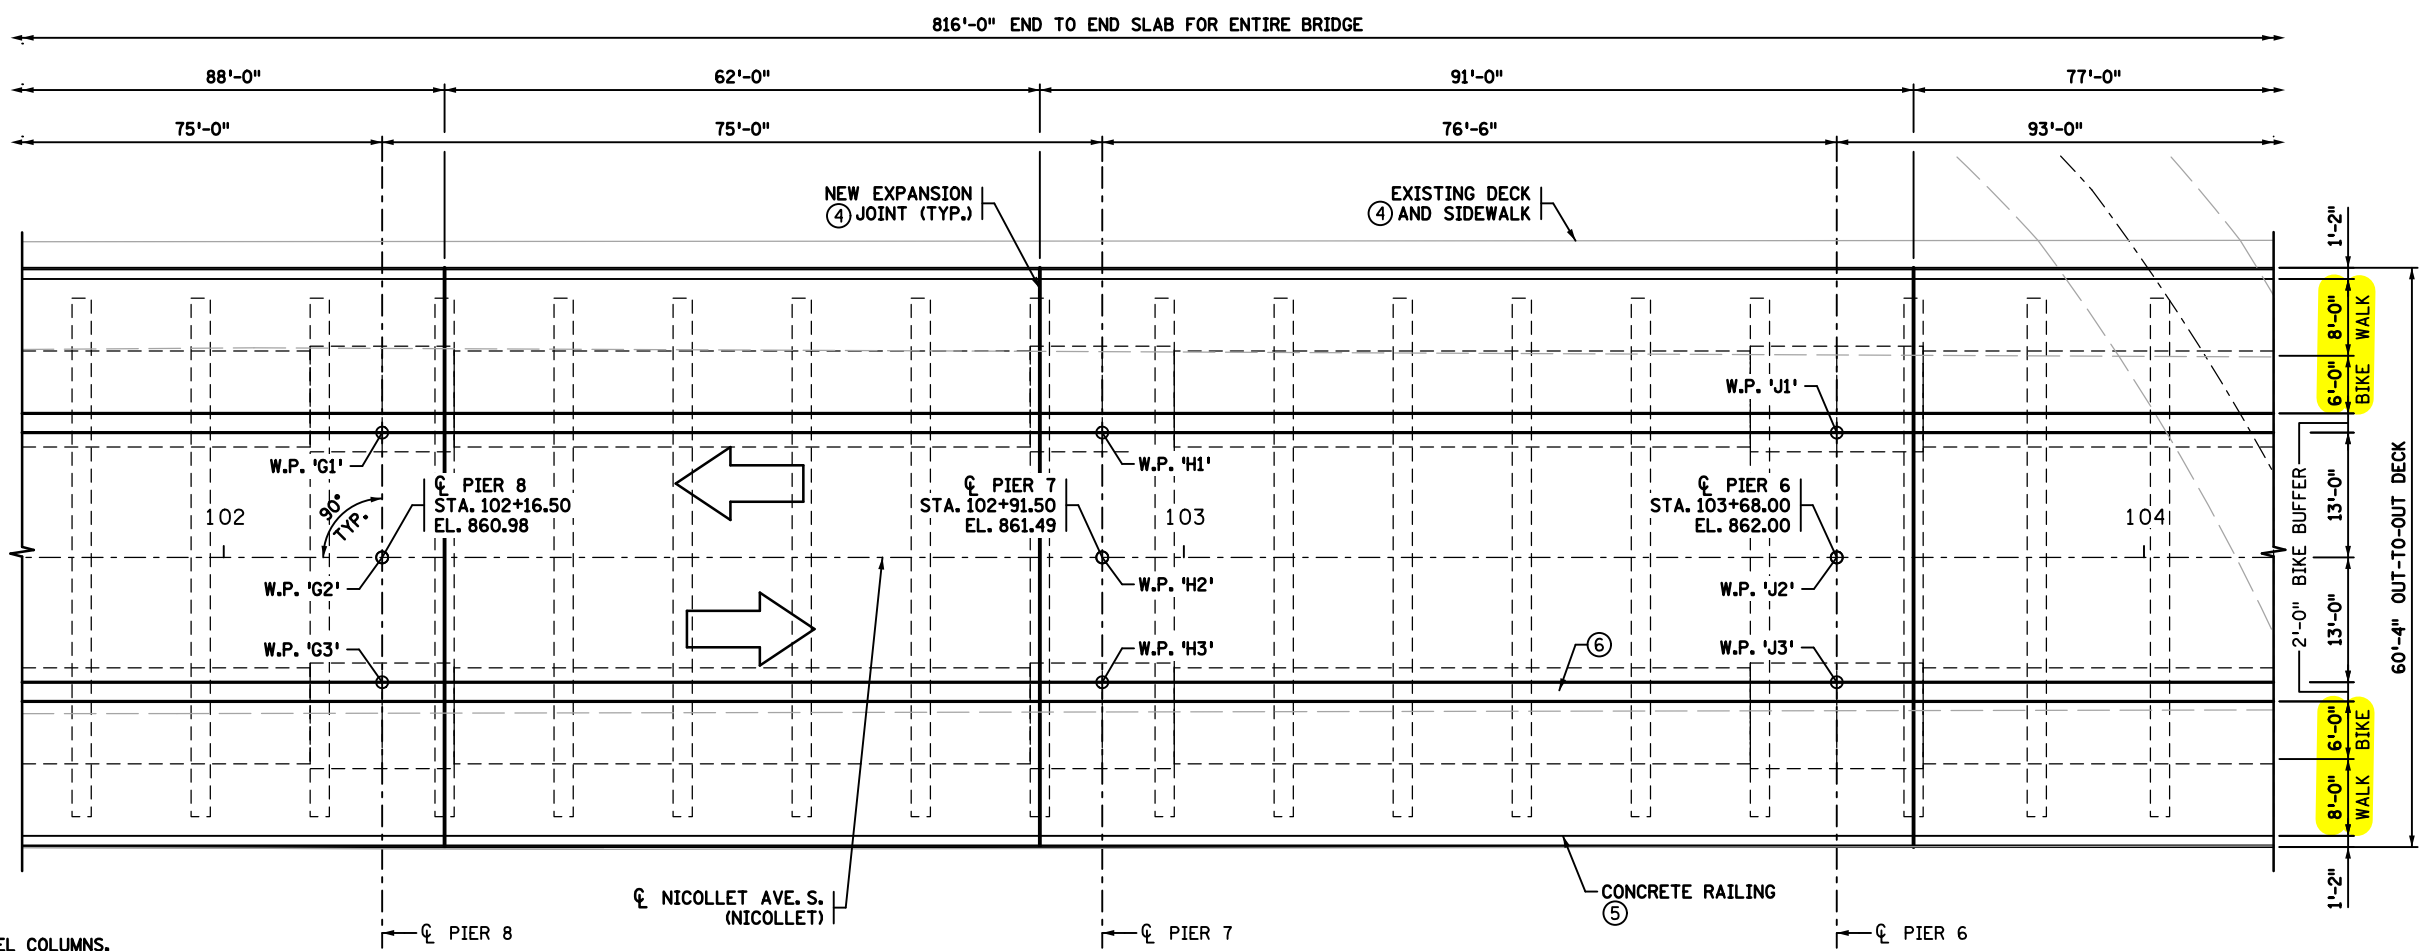 816'-0" END TO END SLAB FOR ENTIRE BRIDGE
88'-0" 62'-0" 91'-0" 77'-0"
75'-0" 75'-0" 76'-6" 93'-0"
NEW EXPANSION
4 JOINT (TYP.)
EXISTING DECK
4 AND SIDEWALK
1'-2"
8'-0" WALK
6'-0" BIKE
W.P. 'J1'
W.P. 'G1'
W.P. 'H1'
℄ PIER 8
STA. 102+16.50
EL. 860.98
℄ PIER 7
STA. 102+91.50
EL. 861.49
℄ PIER 6
STA. 103+68.00
EL. 862.00
102
90°
TYP.
103
104
13'-0"
2'-0" BIKE BUFFER
60'-4" OUT-TO-OUT DECK
W.P. 'G2'
W.P. 'H2'
W.P. 'J2'
13'-0"
W.P. 'G3'
W.P. 'H3'
6
W.P. 'J3'
6'-0" BIKE
8'-0" WALK
1'-2"
℄ NICOLLET AVE. S.
(NICOLLET)
CONCRETE RAILING
5
℄ PIER 8
℄ PIER 7
℄ PIER 6
EL COLUMNS.